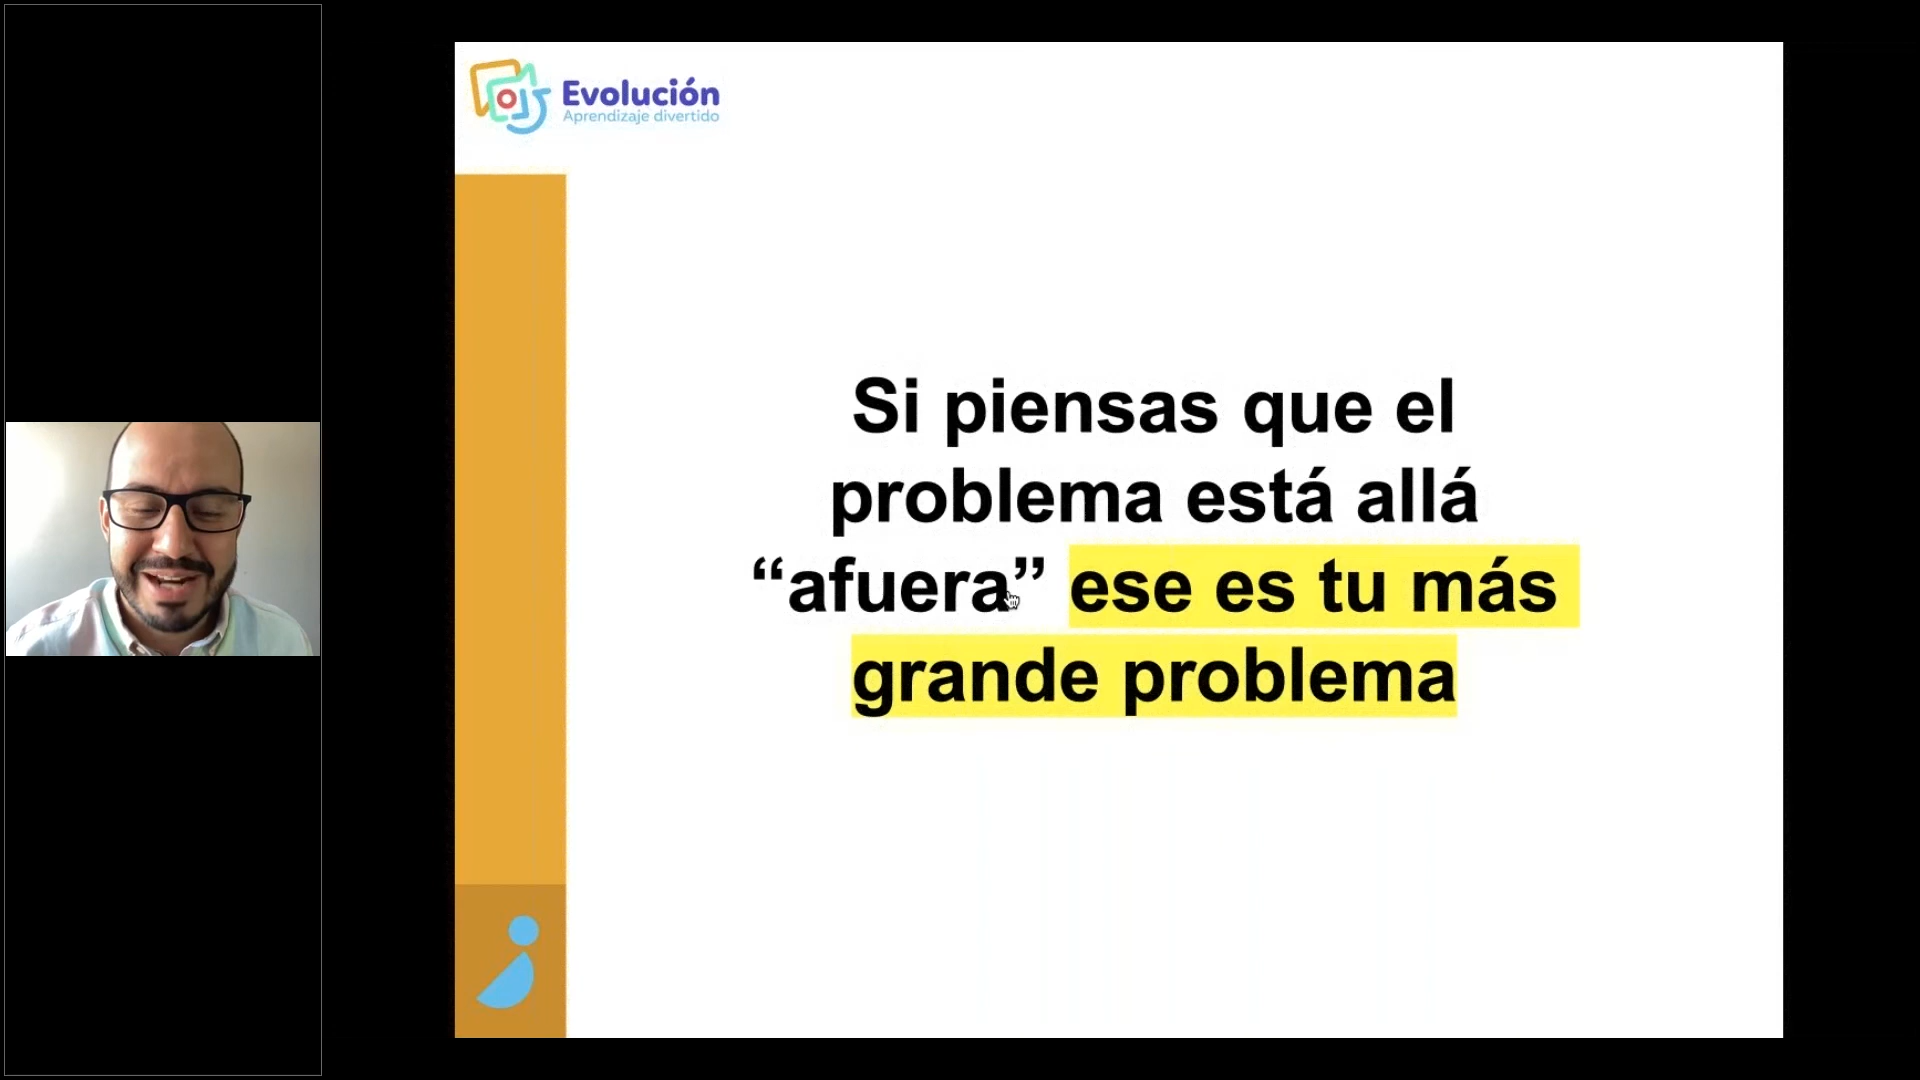 Evolución
Aprendizaje divertido
Si piensas que el
problema está allá
“afuera” ese es tu más
grande problema